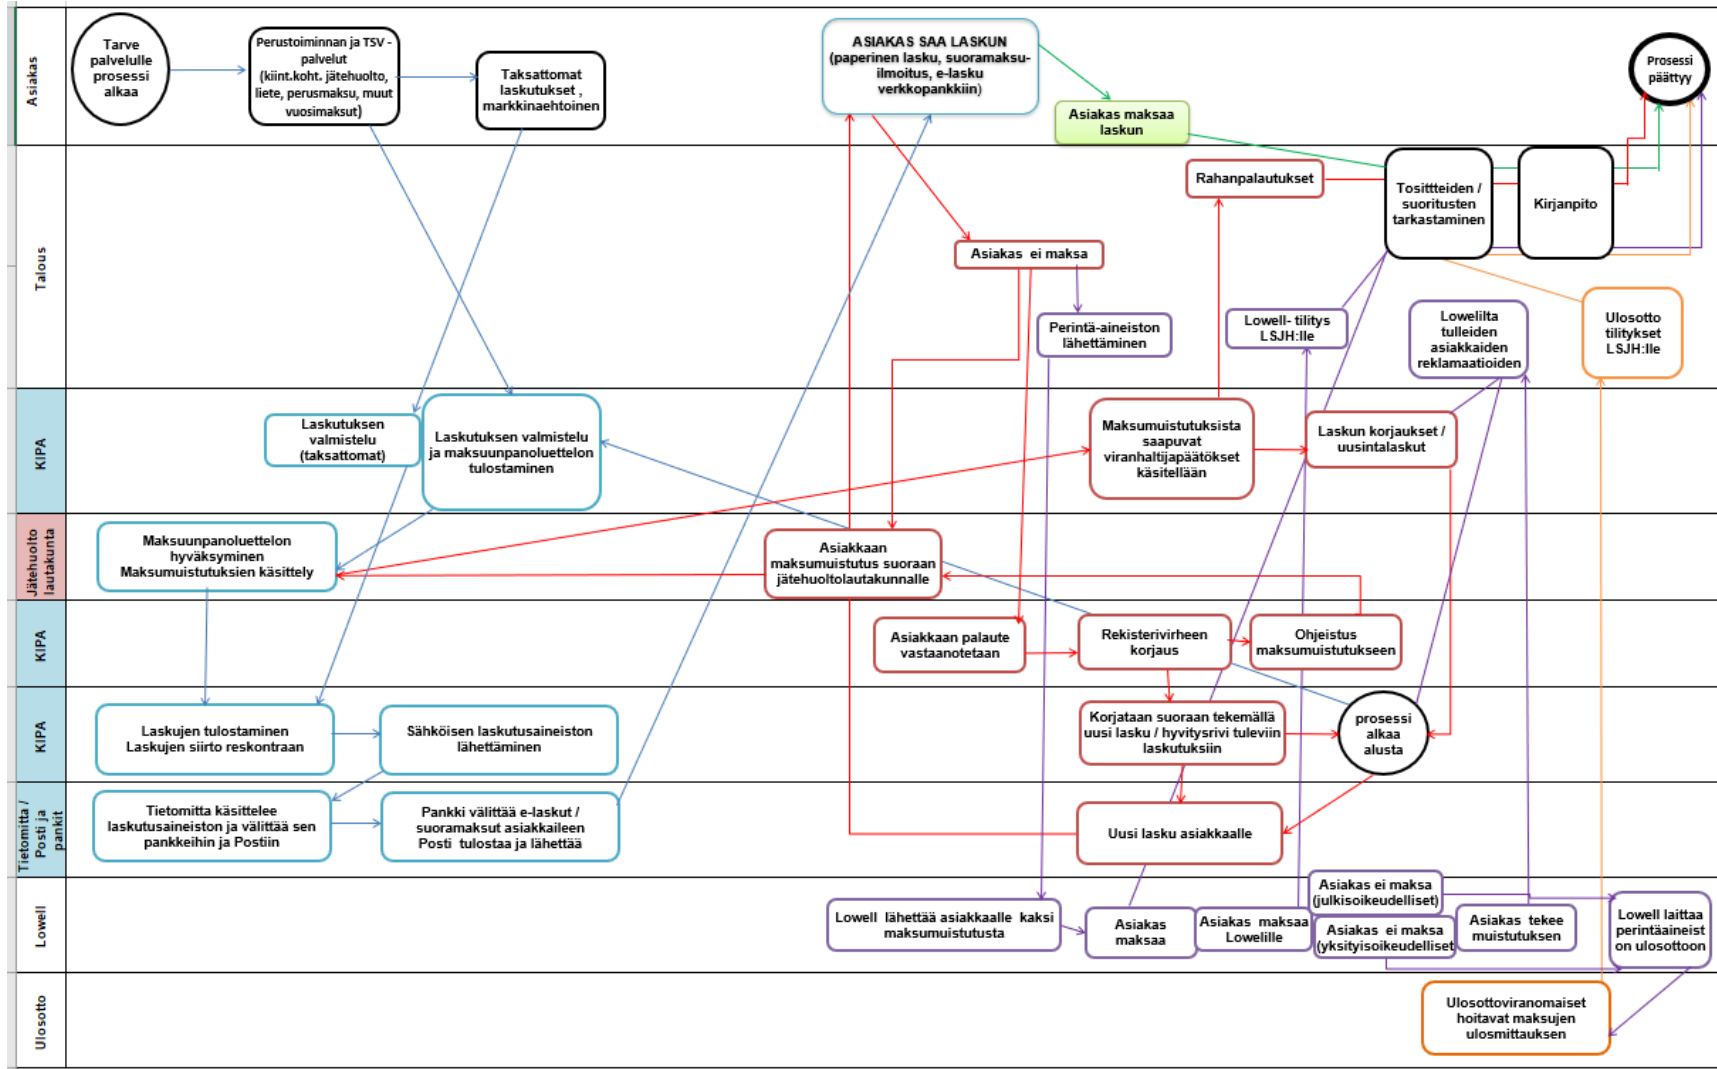 Asiakas
Tarve
palvelulle
prosessi
alkaa
Perustoiminnan ja TSV -
palvelut
(kiint.koht. jätehuolto,
liete, perusmaksu, muut
vuosimaksut)
Taksattomat
laskutukset ,
markkinaehtoinen
ASIAKAS SAA LASKUN
(paperinen lasku, suoramaksu-
ilmoitus, e-lasku
verkkopankkiin)
Asiakas maksaa
laskun
Prosessi
päättyy
Talous
Rahanpalautukset
Tosittteiden /
suoritusten
tarkastaminen
Kirjanpito
Asiakas ei maksa
Perintä-aineiston
lähettäminen
Lowell- tilitys
LSJH:lle
Lowelilta
tulleiden
asiakkaiden
reklamaatioiden
Ulosotto
tilitykset
LSJH:lle
KIPA
Laskutuksen
valmistelu
(taksattomat)
Laskutuksen valmistelu
ja maksuunpanoluettelon
tulostaminen
Maksumuistutuksista
saapuvat
viranhaltijapäätökset
käsitellään
Laskun korjaukset /
uusintalaskut
Jätehuolto
lautakunta
Maksuunpanoluettelon
hyväksyminen
Maksumuistutuksien käsittely
Asiakkaan
maksumuistutus suoraan
jätehuoltolautakunnalle
KIPA
Asiakkaan palaute
vastaanotetaan
Rekisterivirheen
korjaus
Ohjeistus
maksumuistutukseen
KIPA
Laskujen tulostaminen
Laskujen siirto reskontraan
Sähköisen laskutusaineiston
lähettäminen
Korjataan suoraan tekemällä
uusi lasku / hyvitysrivi tuleviin
laskutuksiin
prosessi
alkaa
alusta
Tietomitta /
Posti ja
pankit
Tietomitta käsittelee
laskutusaineiston ja välittää sen
pankkeihin ja Postiin
Pankki välittää e-laskut /
suoramaksut asiakkaileen
Posti tulostaa ja lähettää
Uusi lasku asiakkaalle
Lowell
Lowell lähettää asiakkaalle kaksi
maksumuistutusta
Asiakas
maksaa
Asiakas maksaa
Lowelille
Asiakas ei maksa
(julkisoikeudelliset)
Asiakas ei maksa
(yksityisoikeudelliset
Asiakas tekee
muistutuksen
Lowell laittaa
perintäaineist
on ulosottoon
Ulosotto
Ulosottoviranomaiset
hoitavat maksujen
ulosmittauksen